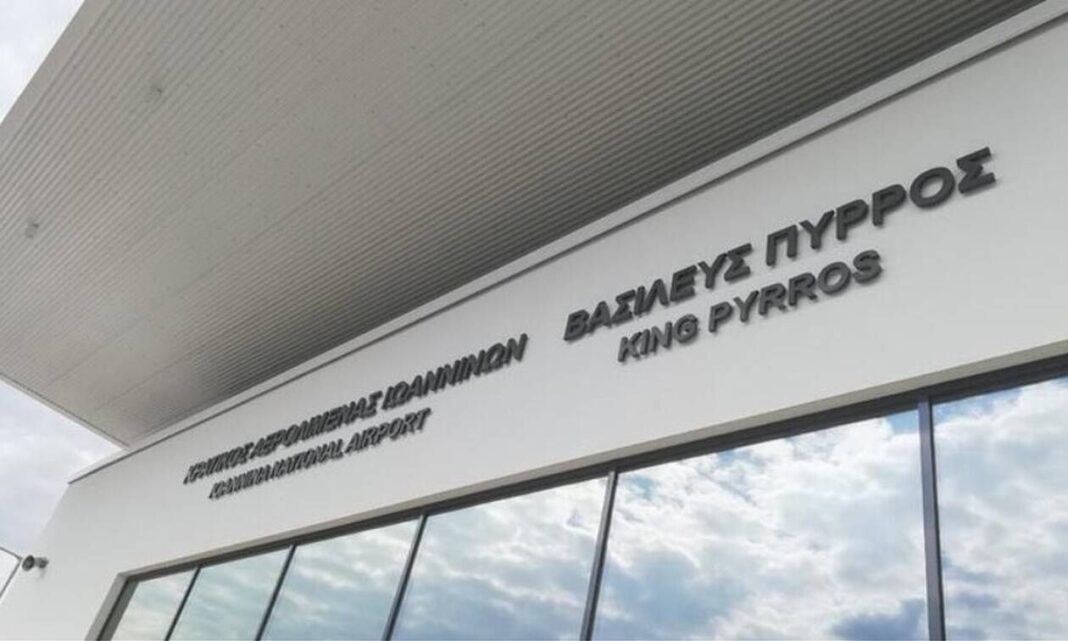 ΚΡΑΤΙΚΟΣ ΑΕΡΟΛΙΜΕΝΑΣ ΙΩΑΝΝΙΝΩΝ
IOANNINA NATIONAL AIRPORT
ΒΑΣΙΛΕΥΣ ΠΥΡΡΟΣ
KING PYRROS